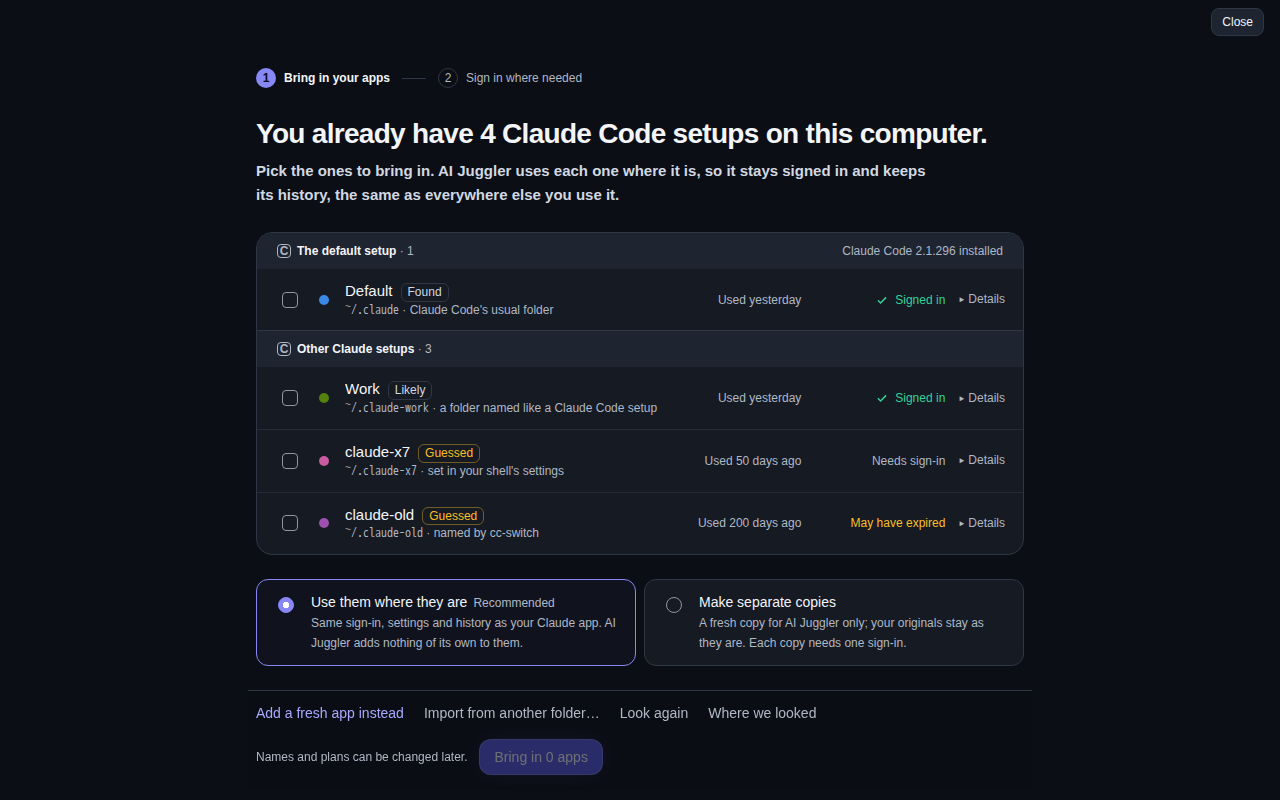 Close
1 Bring in your apps 2 Sign in where needed
You already have 4 Claude Code setups on this computer.
Pick the ones to bring in. AI Juggler uses each one where it is, so it stays signed in and keeps
its history, the same as everywhere else you use it.
C The default setup · 1 Claude Code 2.1.296 installed
Default Found Used yesterday ✓ Signed in ▸ Details
~/.claude · Claude Code's usual folder
C Other Claude setups · 3
Work Likely Used yesterday ✓ Signed in ▸ Details
~/.claude-work · a folder named like a Claude Code setup
claude-x7 Guessed Used 50 days ago Needs sign-in ▸ Details
~/.claude-x7 · set in your shell's settings
claude-old Guessed Used 200 days ago May have expired ▸ Details
~/.claude-old · named by cc-switch
Use them where they are Recommended
Same sign-in, settings and history as your Claude app. AI
Juggler adds nothing of its own to them.
Make separate copies
A fresh copy for AI Juggler only; your originals stay as
they are. Each copy needs one sign-in.
Add a fresh app instead Import from another folder… Look again Where we looked
Names and plans can be changed later. Bring in 0 apps